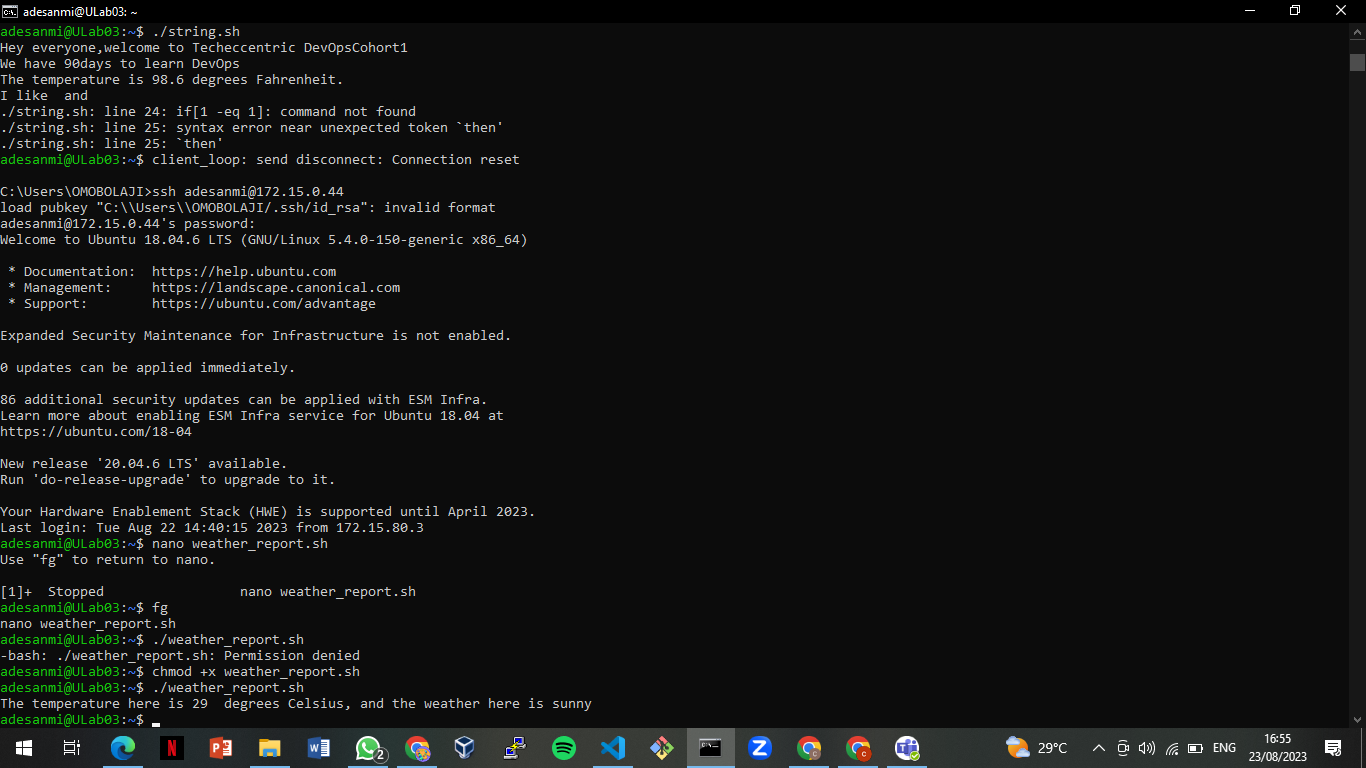 adesanmi@ULab03: ~
adesanmi@ULab03:~$ ./string.sh
Hey everyone,welcome to Techeccentric DevOpsCohort1
We have 90days to learn DevOps
The temperature is 98.6 degrees Fahrenheit.
I like  and
./string.sh: line 24: if[1 -eq 1]: command not found
./string.sh: line 25: syntax error near unexpected token `then'
./string.sh: line 25: `then'
adesanmi@ULab03:~$ client_loop: send disconnect: Connection reset
C:\Users\OMOBOLAJI>ssh adesanmi@172.15.0.44
load pubkey "C:\\Users\\OMOBOLAJI/.ssh/id_rsa": invalid format
adesanmi@172.15.0.44's password:
Welcome to Ubuntu 18.04.6 LTS (GNU/Linux 5.4.0-150-generic x86_64)
 * Documentation:  https://help.ubuntu.com
 * Management:     https://landscape.canonical.com
 * Support:        https://ubuntu.com/advantage
Expanded Security Maintenance for Infrastructure is not enabled.
0 updates can be applied immediately.
86 additional security updates can be applied with ESM Infra.
Learn more about enabling ESM Infra service for Ubuntu 18.04 at
https://ubuntu.com/18-04
New release '20.04.6 LTS' available.
Run 'do-release-upgrade' to upgrade to it.
Your Hardware Enablement Stack (HWE) is supported until April 2023.
Last login: Tue Aug 22 14:40:15 2023 from 172.15.80.3
adesanmi@ULab03:~$ nano weather_report.sh
Use "fg" to return to nano.
[1]+  Stopped                 nano weather_report.sh
adesanmi@ULab03:~$ fg
nano weather_report.sh
adesanmi@ULab03:~$ ./weather_report.sh
-bash: ./weather_report.sh: Permission denied
adesanmi@ULab03:~$ chmod +x weather_report.sh
adesanmi@ULab03:~$ ./weather_report.sh
The temperature here is 29  degrees Celsius, and the weather here is sunny
adesanmi@ULab03:~$
29°C ENG 16:55
23/08/2023